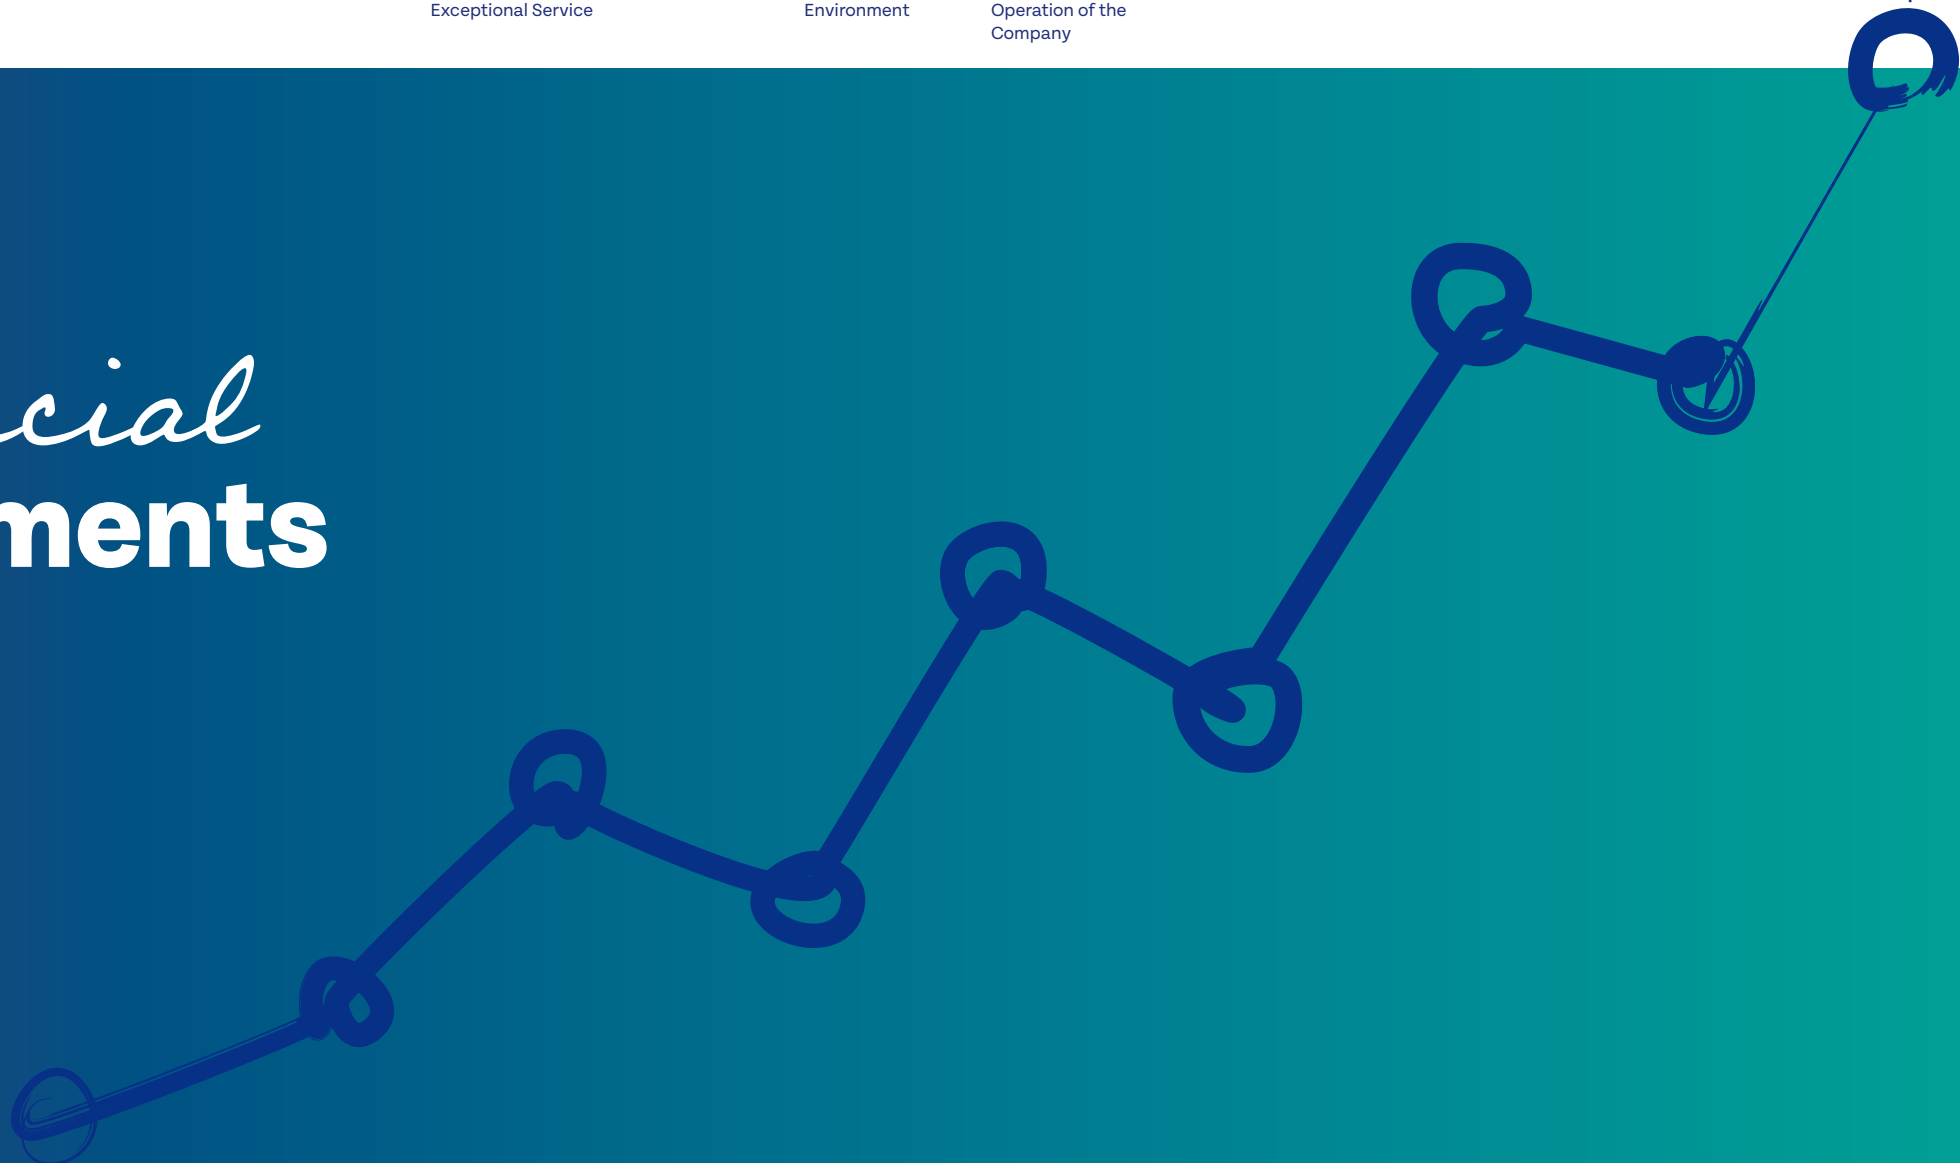 Exceptional Service
Environment
Operation of the
Company
cial
ments